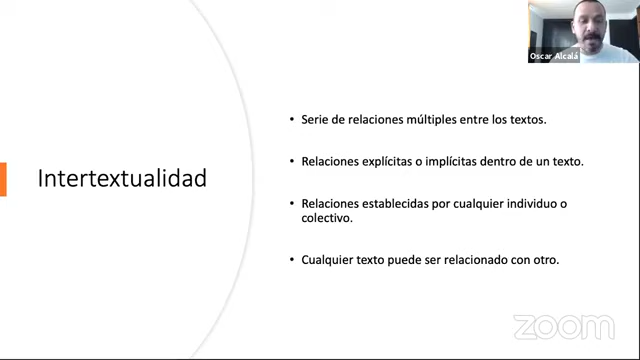 Oscar Alcalá
Intertextualidad
• Serie de relaciones múltiples entre los textos.
• Relaciones explícitas o implícitas dentro de un texto.
• Relaciones establecidas por cualquier individuo o
colectivo.
• Cualquier texto puede ser relacionado con otro.
zoom